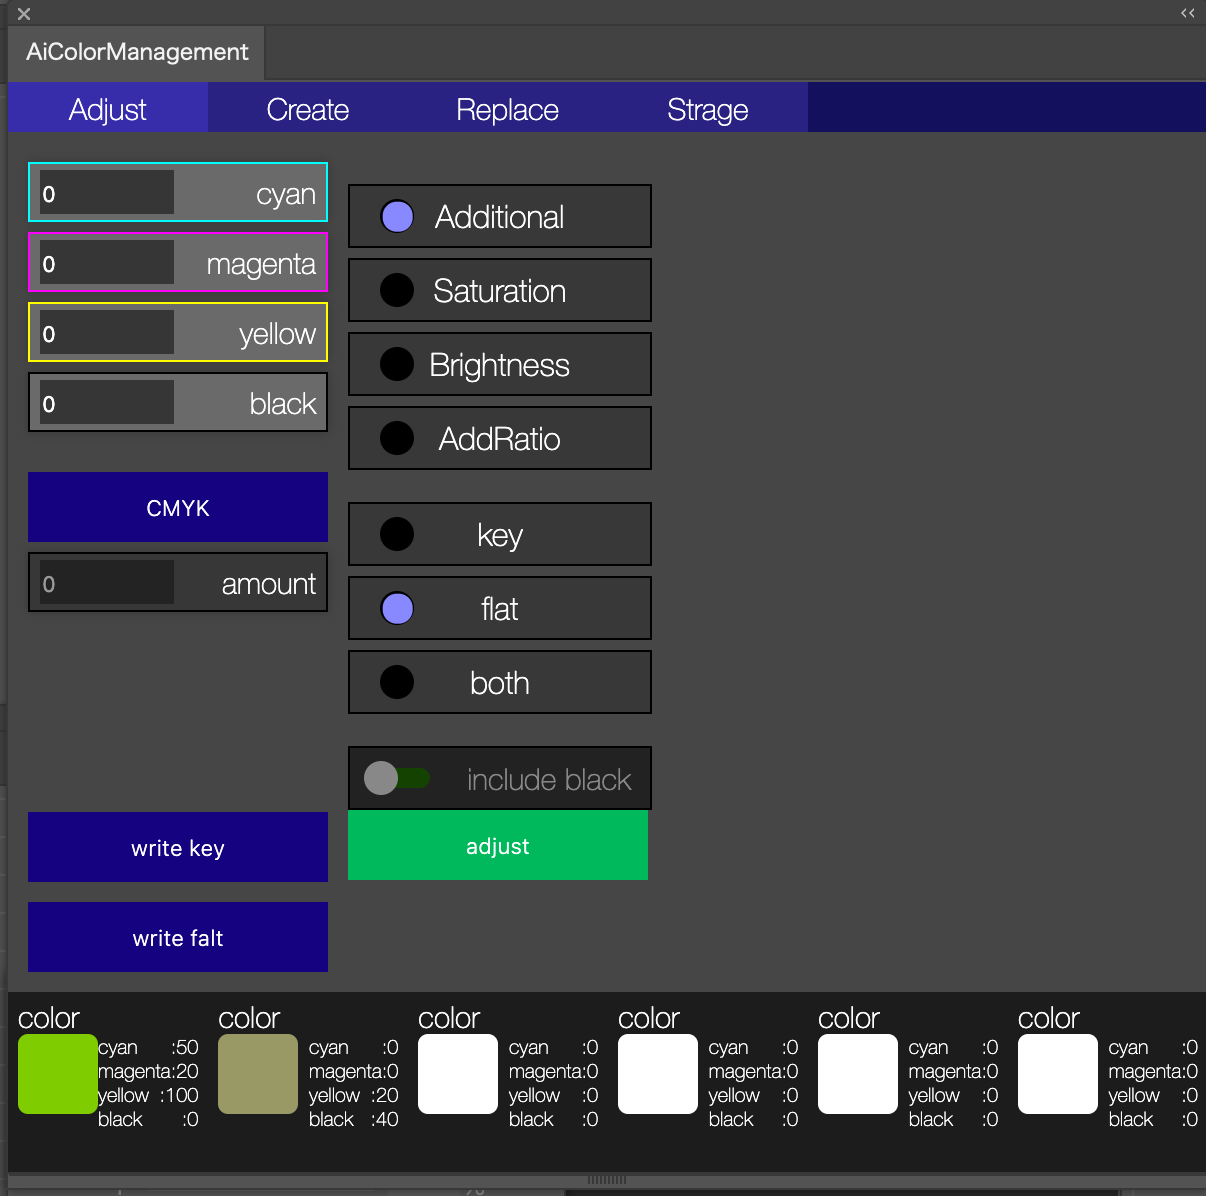 AiColorManagement
Adjust Create Replace Strage
0 cyan
0 magenta
0 yellow
0 black
CMYK
0 amount
write key
write falt
Additional
Saturation
Brightness
AddRatio
key
flat
both
include black
adjust
color
cyan :50
magenta:20
yellow :100
black :0
color
cyan :0
magenta:0
yellow :20
black :40
color
cyan :0
magenta:0
yellow :0
black :0
color
cyan :0
magenta:0
yellow :0
black :0
color
cyan :0
magenta:0
yellow :0
black :0
color
cyan :0
magenta:0
yellow :0
black :0